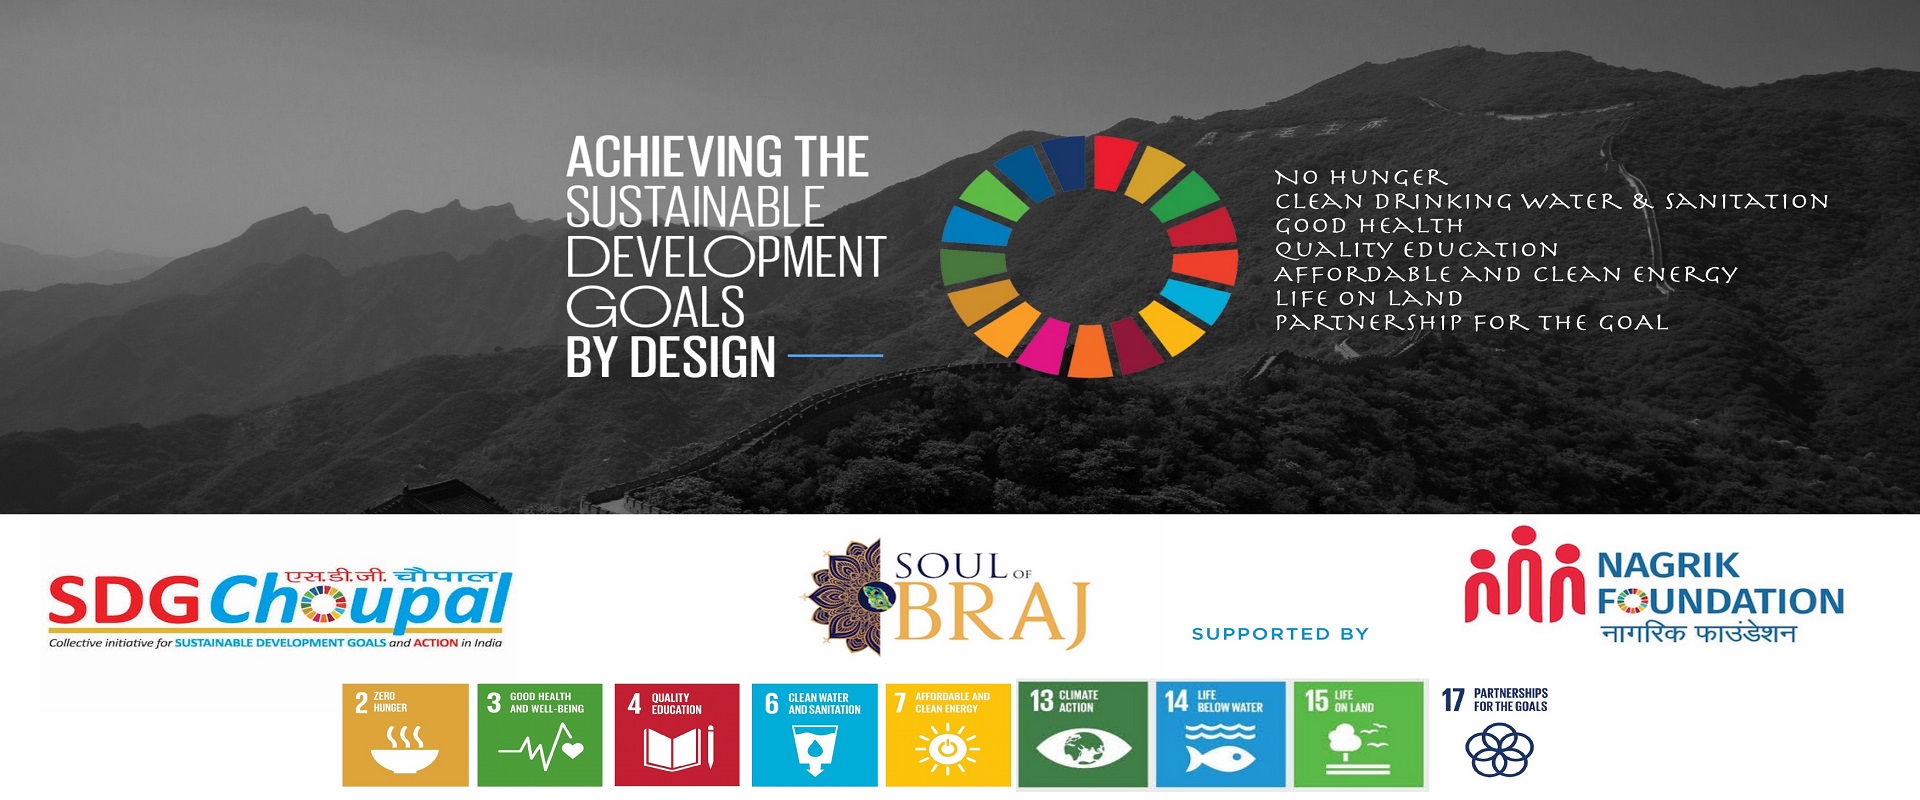 ACHIEVING THE
SUSTAINABLE
DEVELOPMENT
GOALS
BY DESIGN
NO HUNGER
CLEAN DRINKING WATER & SANITATION
GOOD HEALTH
QUALITY EDUCATION
AFFORDABLE AND CLEAN ENERGY
LIFE ON LAND
PARTNERSHIP FOR THE GOAL
एस.डी.जी. चौपाल
SDG Choupal
Collective initiative for SUSTAINABLE DEVELOPMENT GOALS and ACTION in India
SOUL OF
BRAJ
SUPPORTED BY
NAGRIK
FOUNDATION
नागरिक फाउंडेशन
2 ZERO
HUNGER
3 GOOD HEALTH
AND WELL-BEING
4 QUALITY
EDUCATION
6 CLEAN WATER
AND SANITATION
7 AFFORDABLE AND
CLEAN ENERGY
13 CLIMATE
ACTION
14 LIFE
BELOW WATER
15 LIFE
ON LAND
17 PARTNERSHIPS
FOR THE GOALS